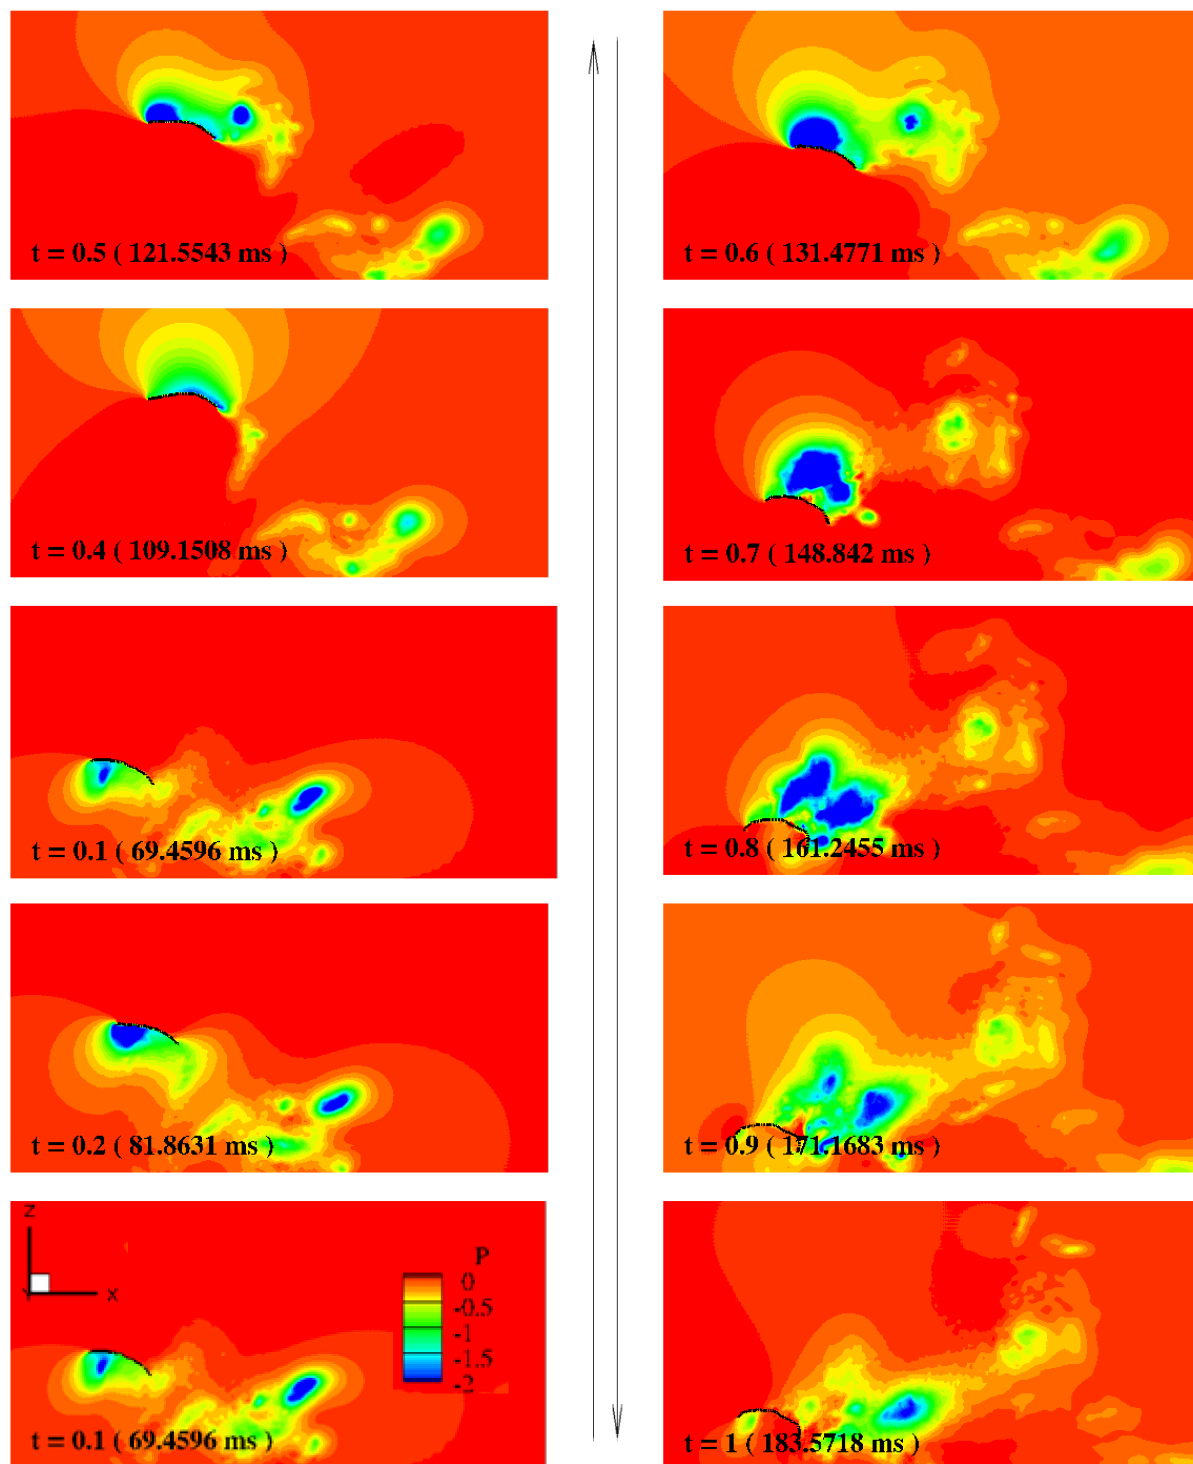 t = 0.5 ( 121.5543 ms )
t = 0.6 ( 131.4771 ms )
t = 0.4 ( 109.1508 ms )
t = 0.7 ( 148.842 ms )
t = 0.1 ( 69.4596 ms )
t = 0.8 ( 161.2455 ms )
t = 0.2 ( 81.8631 ms )
t = 0.9 ( 171.1683 ms )
Z
X
P
0
-0.5
-1
-1.5
-2
t = 0.1 ( 69.4596 ms )
t = 1 ( 183.5718 ms )